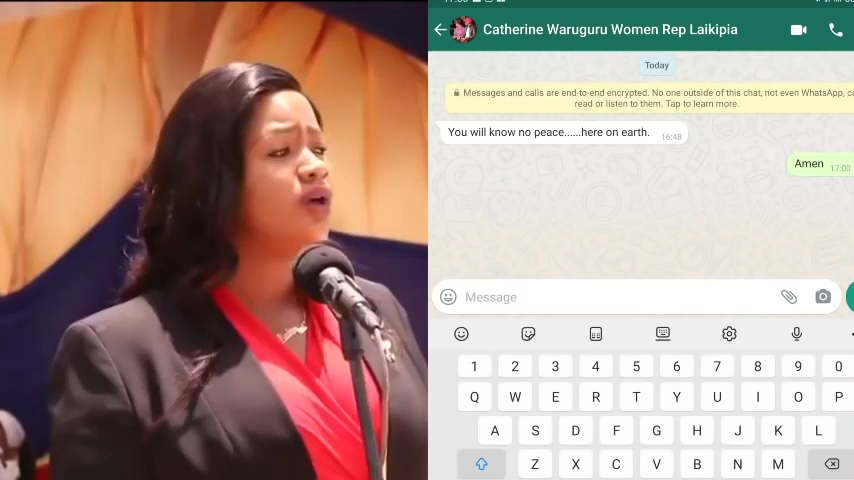 Catherine Waruguru Women Rep Laikipia
Today
Messages and calls are end-to-end encrypted. No one outside of this chat, not even WhatsApp, ca
read or listen to them. Tap to learn more.
You will know no peace......here on earth. 16:48
Amen 17:00
Message
1 2 3 4 5 6 7 8 9 0
Q W E R T Y U I O P
A S D F G H J K L
Z X C V B N M